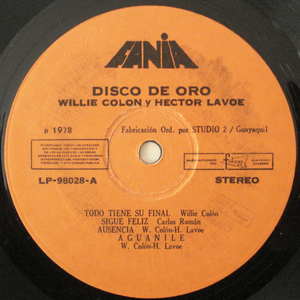 FANIA
DISCO DE ORO
WILLIE COLON y HECTOR LAVOE
p 1978
Fabricación Ord. por STUDIO 2 / Guayaquil
LP-98028-A
STEREO
TODO TIENE SU FINAL Willie Colón
SIGUE FELIZ Carlos Román
AUSENCIA W. Colón-H. Lavoe
AGUANILE
W. Colón-H. Lavoe